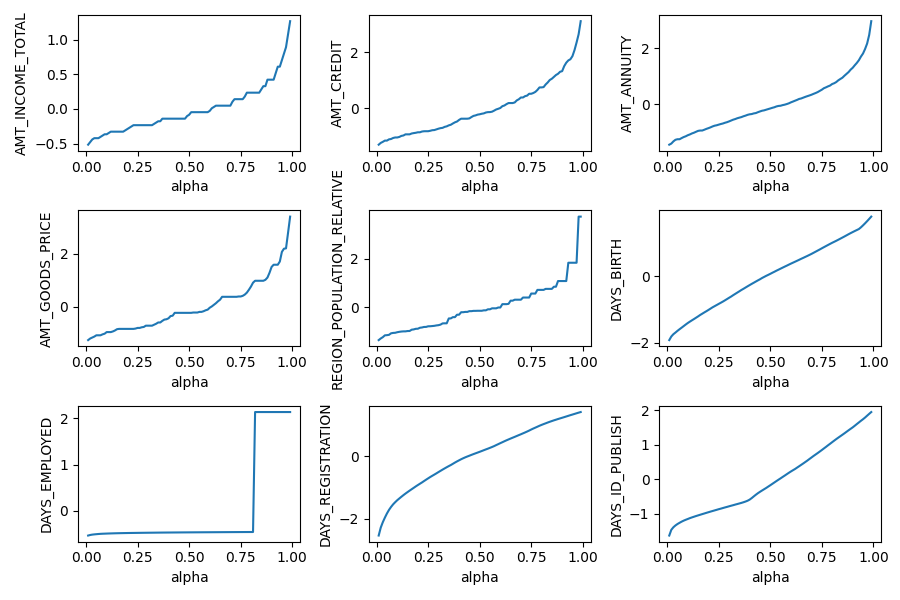 AMT_INCOME_TOTAL
1.0
0.5
0.0
−0.5
0.00 0.25 0.50 0.75 1.00
alpha
AMT_CREDIT
2
0
0.00 0.25 0.50 0.75 1.00
alpha
AMT_ANNUITY
2
0
0.00 0.25 0.50 0.75 1.00
alpha
AMT_GOODS_PRICE
2
0
0.00 0.25 0.50 0.75 1.00
alpha
REGION_POPULATION_RELATIVE
2
0
0.00 0.25 0.50 0.75 1.00
alpha
DAYS_BIRTH
0
−2
0.00 0.25 0.50 0.75 1.00
alpha
DAYS_EMPLOYED
2
1
0
0.00 0.25 0.50 0.75 1.00
alpha
DAYS_REGISTRATION
0
−2
0.00 0.25 0.50 0.75 1.00
alpha
DAYS_ID_PUBLISH
2
1
0
−1
0.00 0.25 0.50 0.75 1.00
alpha